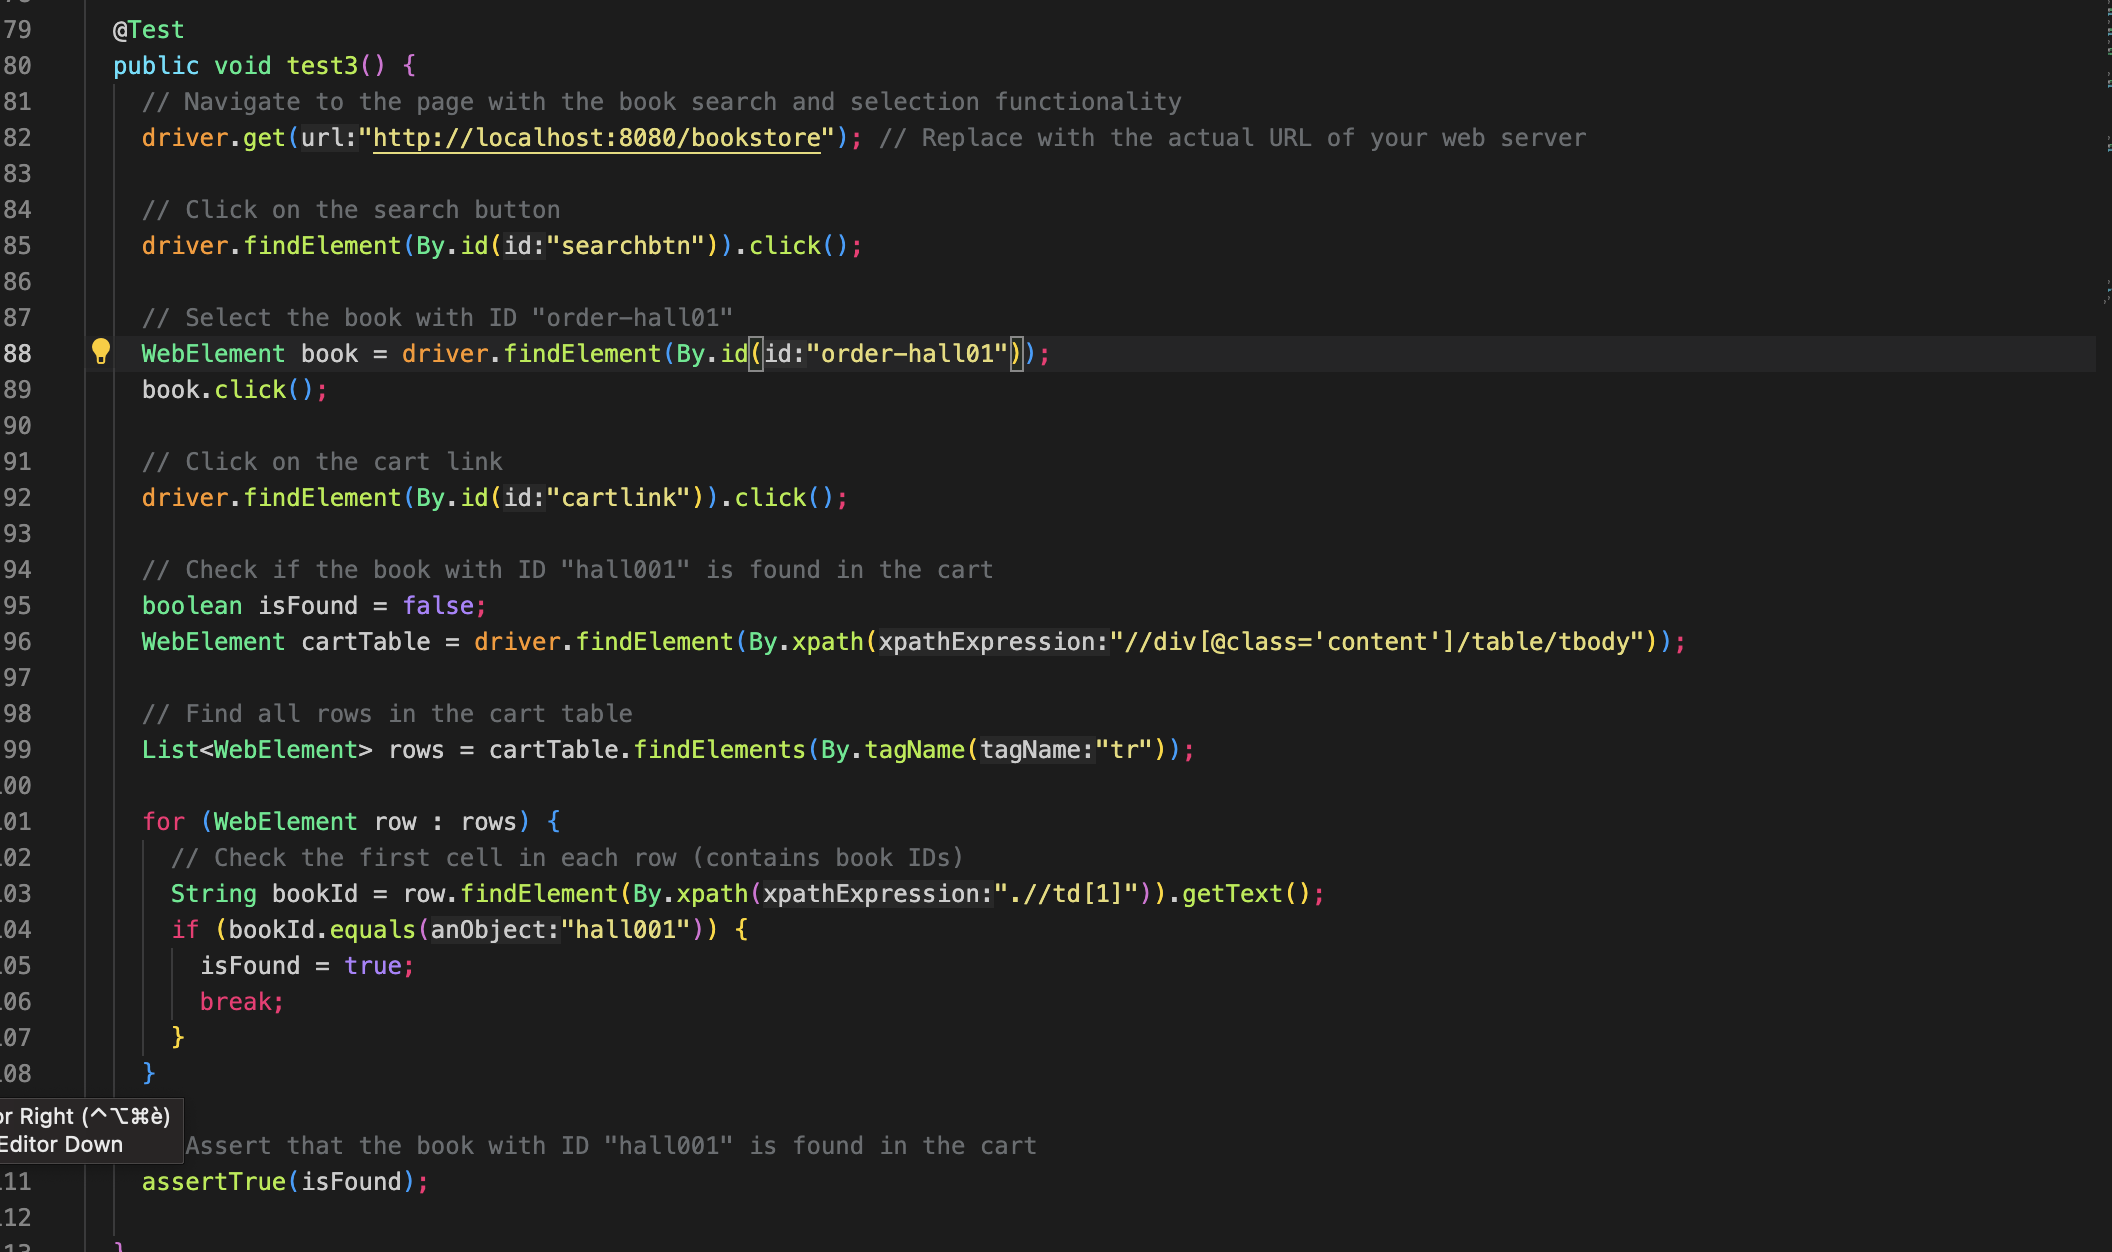 79 @Test
80 public void test3() {
81 // Navigate to the page with the book search and selection functionality
82 driver.get(url:"http://localhost:8080/bookstore"); // Replace with the actual URL of your web server
83
84 // Click on the search button
85 driver.findElement(By.id(id:"searchbtn")).click();
86
87 // Select the book with ID "order-hall01"
88 WebElement book = driver.findElement(By.id(id:"order-hall01"));
89 book.click();
90
91 // Click on the cart link
92 driver.findElement(By.id(id:"cartlink")).click();
93
94 // Check if the book with ID "hall001" is found in the cart
95 boolean isFound = false;
96 WebElement cartTable = driver.findElement(By.xpath(xpathExpression:"//div[@class='content']/table/tbody"));
97
98 // Find all rows in the cart table
99 List<WebElement> rows = cartTable.findElements(By.tagName(tagName:"tr"));
00
01 for (WebElement row : rows) {
02 // Check the first cell in each row (contains book IDs)
03 String bookId = row.findElement(By.xpath(xpathExpression:".//td[1]")).getText();
04 if (bookId.equals(anObject:"hall001")) {
05 isFound = true;
06 break;
07 }
08 }
or Right (^⌥⌘è)
Editor Down
Assert that the book with ID "hall001" is found in the cart
11 assertTrue(isFound);
12
13 }